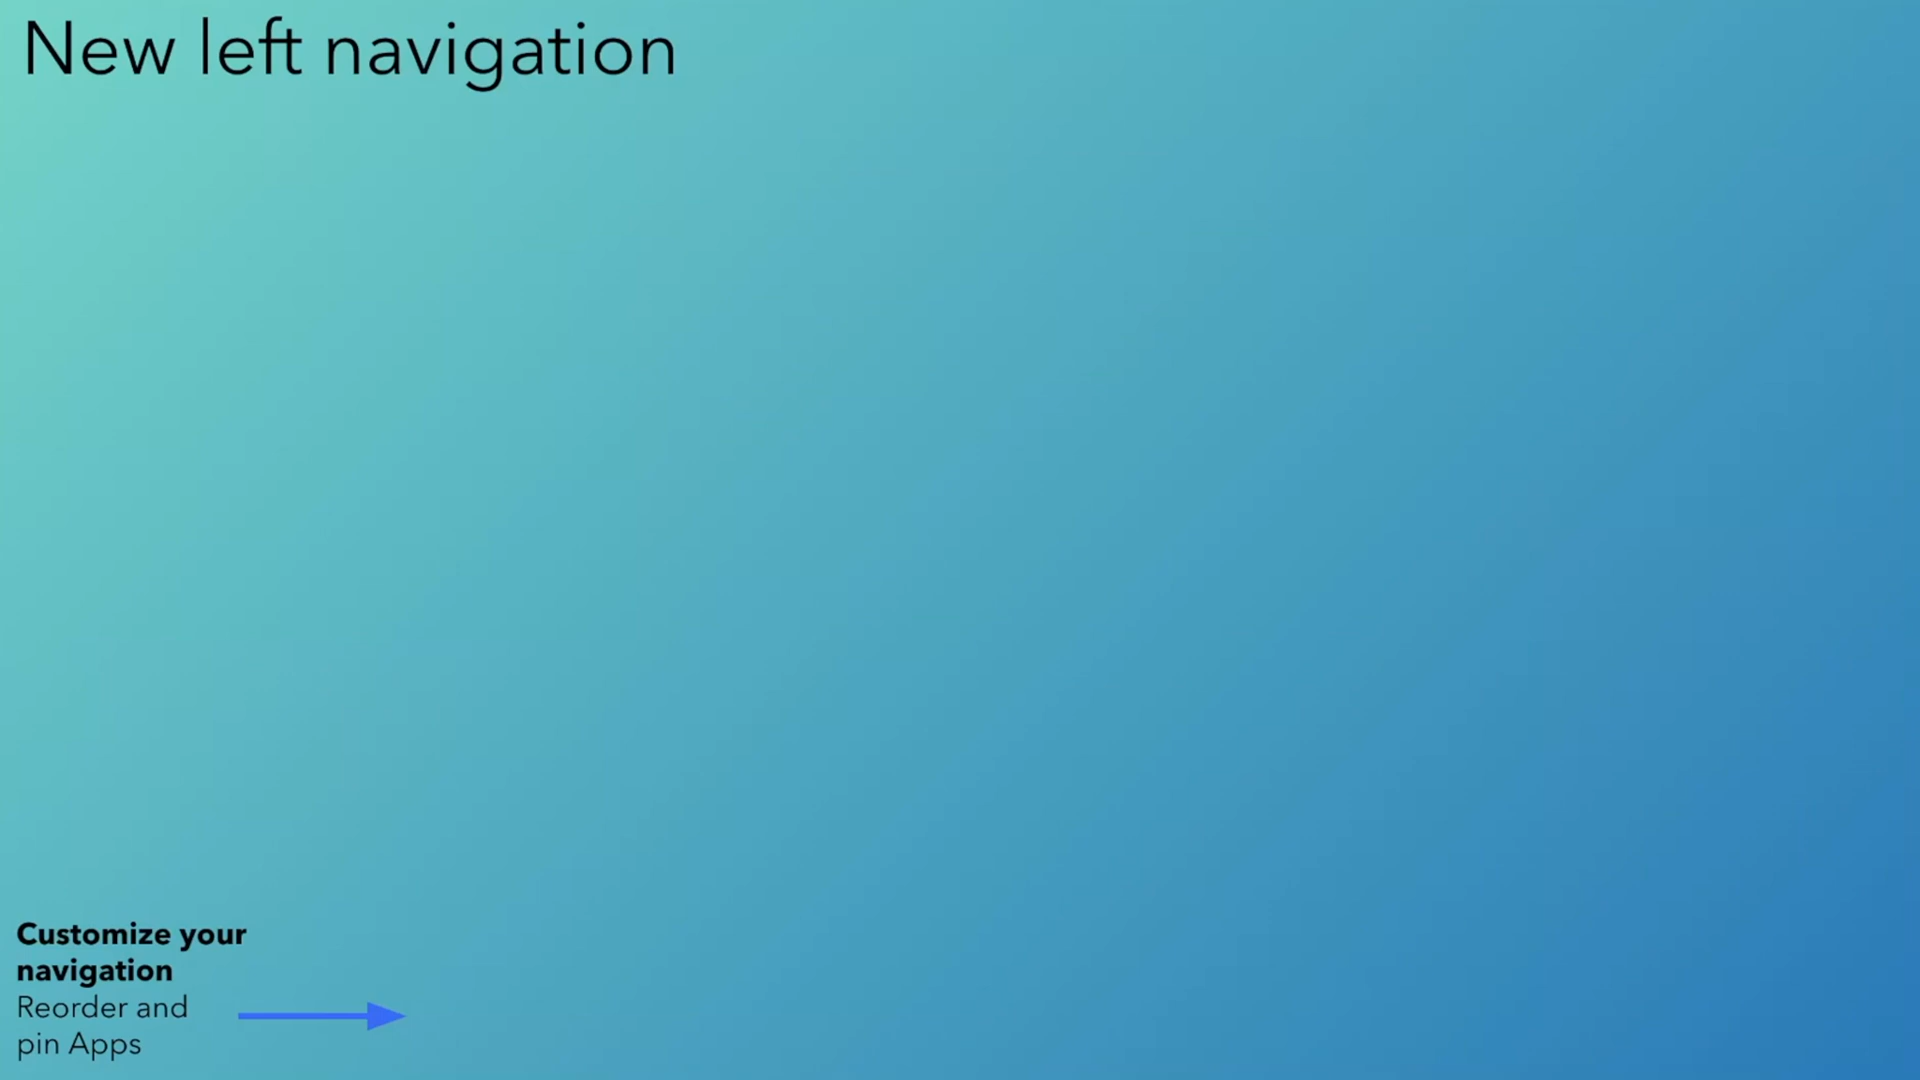 New left navigation
Customize your
navigation
Reorder and
pin Apps